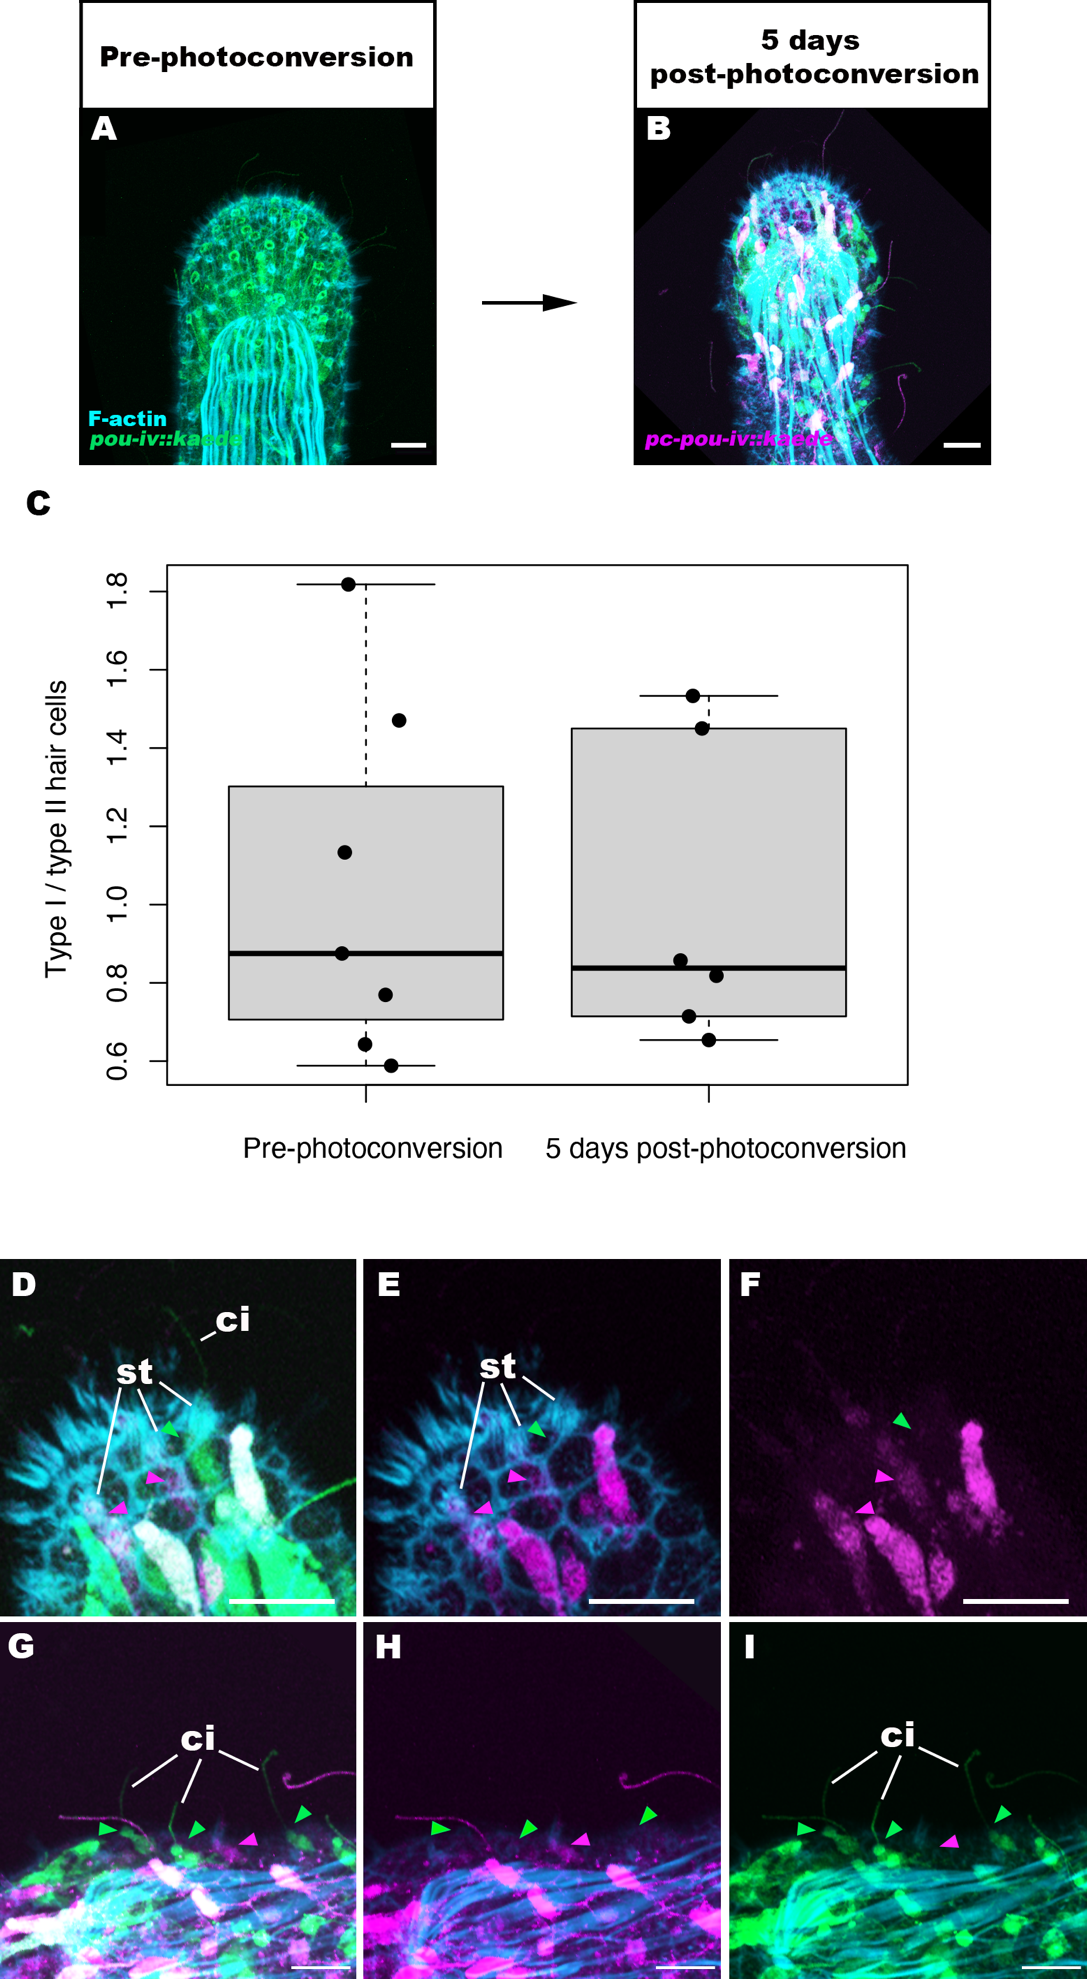 Pre-photoconversion
5 days
post-photoconversion
A
B
F-actin
pou-iv::kaede
pc-pou-iv::kaede
C
Type I / type II hair cells
1.8
1.6
1.4
1.2
1.0
0.8
0.6
Pre-photoconversion
5 days post-photoconversion
D
ci
st
E
st
F
G
ci
H
I
ci